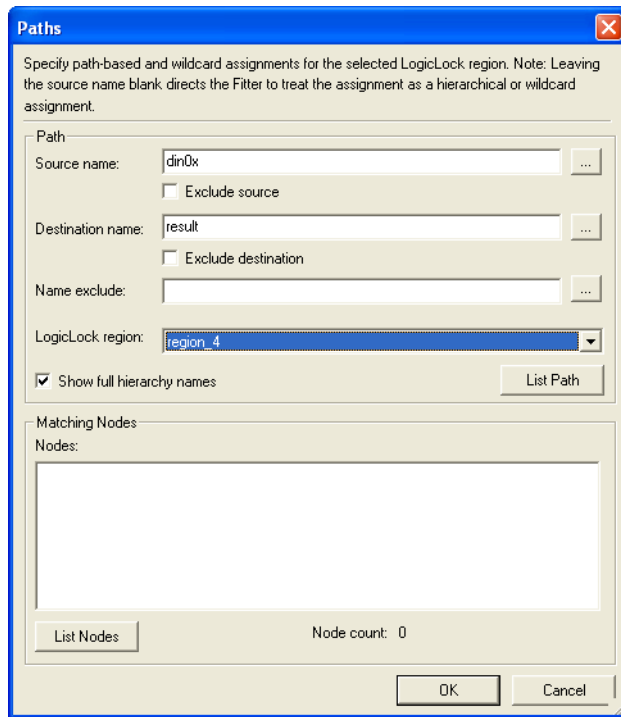 Paths
Specify path-based and wildcard assignments for the selected LogicLock region. Note: Leaving
the source name blank directs the Fitter to treat the assignment as a hierarchical or wildcard
assignment.
Path
Source name: din0x ...
Exclude source
Destination name: result ...
Exclude destination
Name exclude: ...
LogicLock region: region_4
Show full hierarchy names List Path
Matching Nodes
Nodes:
List Nodes Node count: 0
OK Cancel